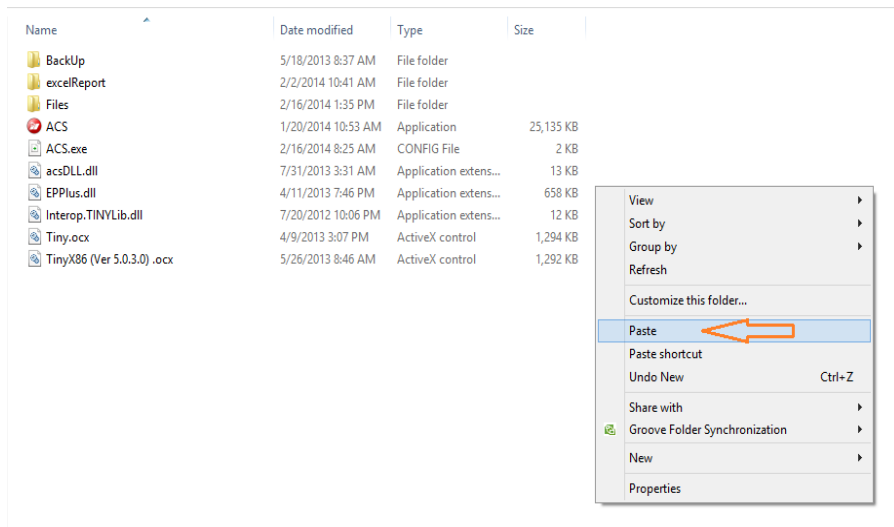 Name Date modified Type Size
BackUp 5/18/2013 8:37 AM File folder
excelReport 2/2/2014 10:41 AM File folder
Files 2/16/2014 1:35 PM File folder
ACS 1/20/2014 10:53 AM Application 25,135 KB
ACS.exe 2/16/2014 8:25 AM CONFIG File 2 KB
acsDLL.dll 7/31/2013 3:31 AM Application extens... 13 KB
EPPlus.dll 4/11/2013 7:46 PM Application extens... 658 KB
Interop.TINYLib.dll 7/20/2012 10:06 PM Application extens... 12 KB
Tiny.ocx 4/9/2013 3:07 PM ActiveX control 1,294 KB
TinyX86 (Ver 5.0.3.0) .ocx 5/26/2013 8:46 AM ActiveX control 1,292 KB
View
Sort by
Group by
Refresh
Customize this folder...
Paste
Paste shortcut
Undo New Ctrl+Z
Share with
Groove Folder Synchronization
New
Properties